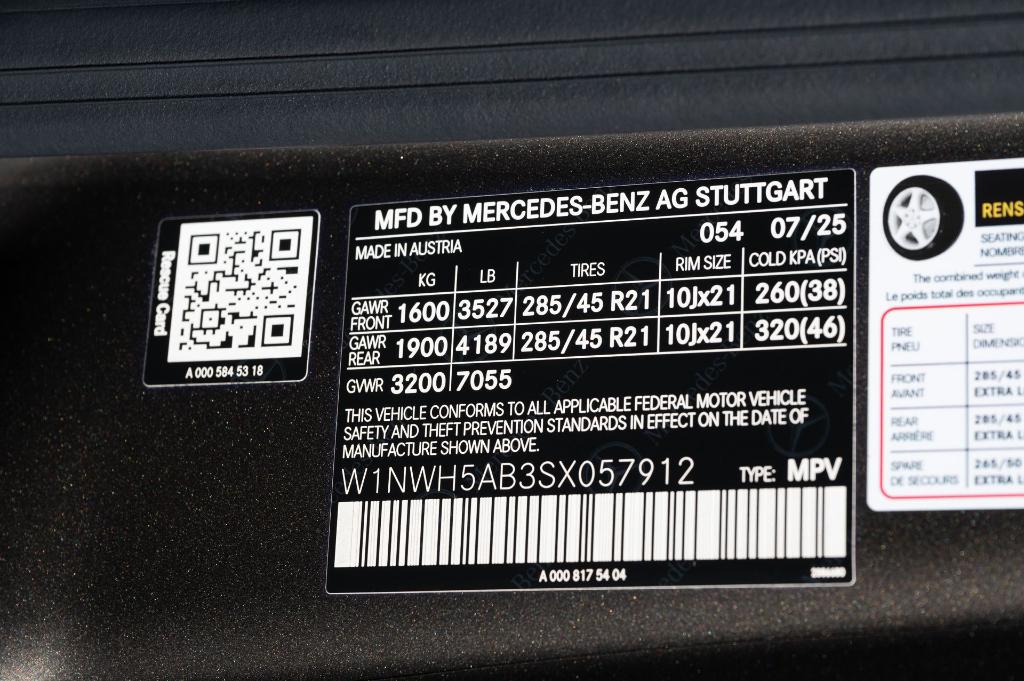 Rescue Card
A 000 584 53 18
MFD BY MERCEDES-BENZ AG STUTTGART
MADE IN AUSTRIA 054 07/25
KG LB TIRES RIM SIZE COLD KPA (PSI)
GAWR FRONT 1600 3527 285/45 R21 10Jx21 260(38)
GAWR REAR 1900 4189 285/45 R21 10Jx21 320(46)
GVWR 3200 7055
THIS VEHICLE CONFORMS TO ALL APPLICABLE FEDERAL MOTOR VEHICLE
SAFETY AND THEFT PREVENTION STANDARDS IN EFFECT ON THE DATE OF
MANUFACTURE SHOWN ABOVE.
W1NWH5AB3SX057912 TYPE: MPV
A 000 817 54 04
RENS
SEATING
NOMBRE
The combined weight
Le poids total des occupant
TIRE SIZE
PNEU DIMENSIO
FRONT 285/45
AVANT EXTRA L
REAR 285/45
ARRIÈRE EXTRA L
SPARE 265/50
DE SECOURS EXTRA L